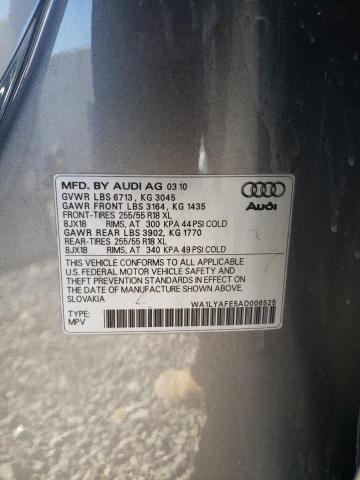 MFD. BY AUDI AG 03 10
GVWR LBS 6713, KG 3045
GAWR FRONT LBS 3164, KG 1435
FRONT-TIRES 255/55 R18 XL
8JX18 RIMS, AT 300 KPA 44 PSI COLD
GAWR REAR LBS 3902, KG 1770
REAR-TIRES 255/55 R18 XL
8JX18 RIMS, AT 340 KPA 49 PSI COLD
Audi
THIS VEHICLE CONFORMS TO ALL APPLICABLE
U.S. FEDERAL MOTOR VEHICLE SAFETY AND
THEFT PREVENTION STANDARDS IN EFFECT ON
THE DATE OF MANUFACTURE SHOWN ABOVE.
SLOVAKIA
WA1LYAFE5AD006525
TYPE:
MPV